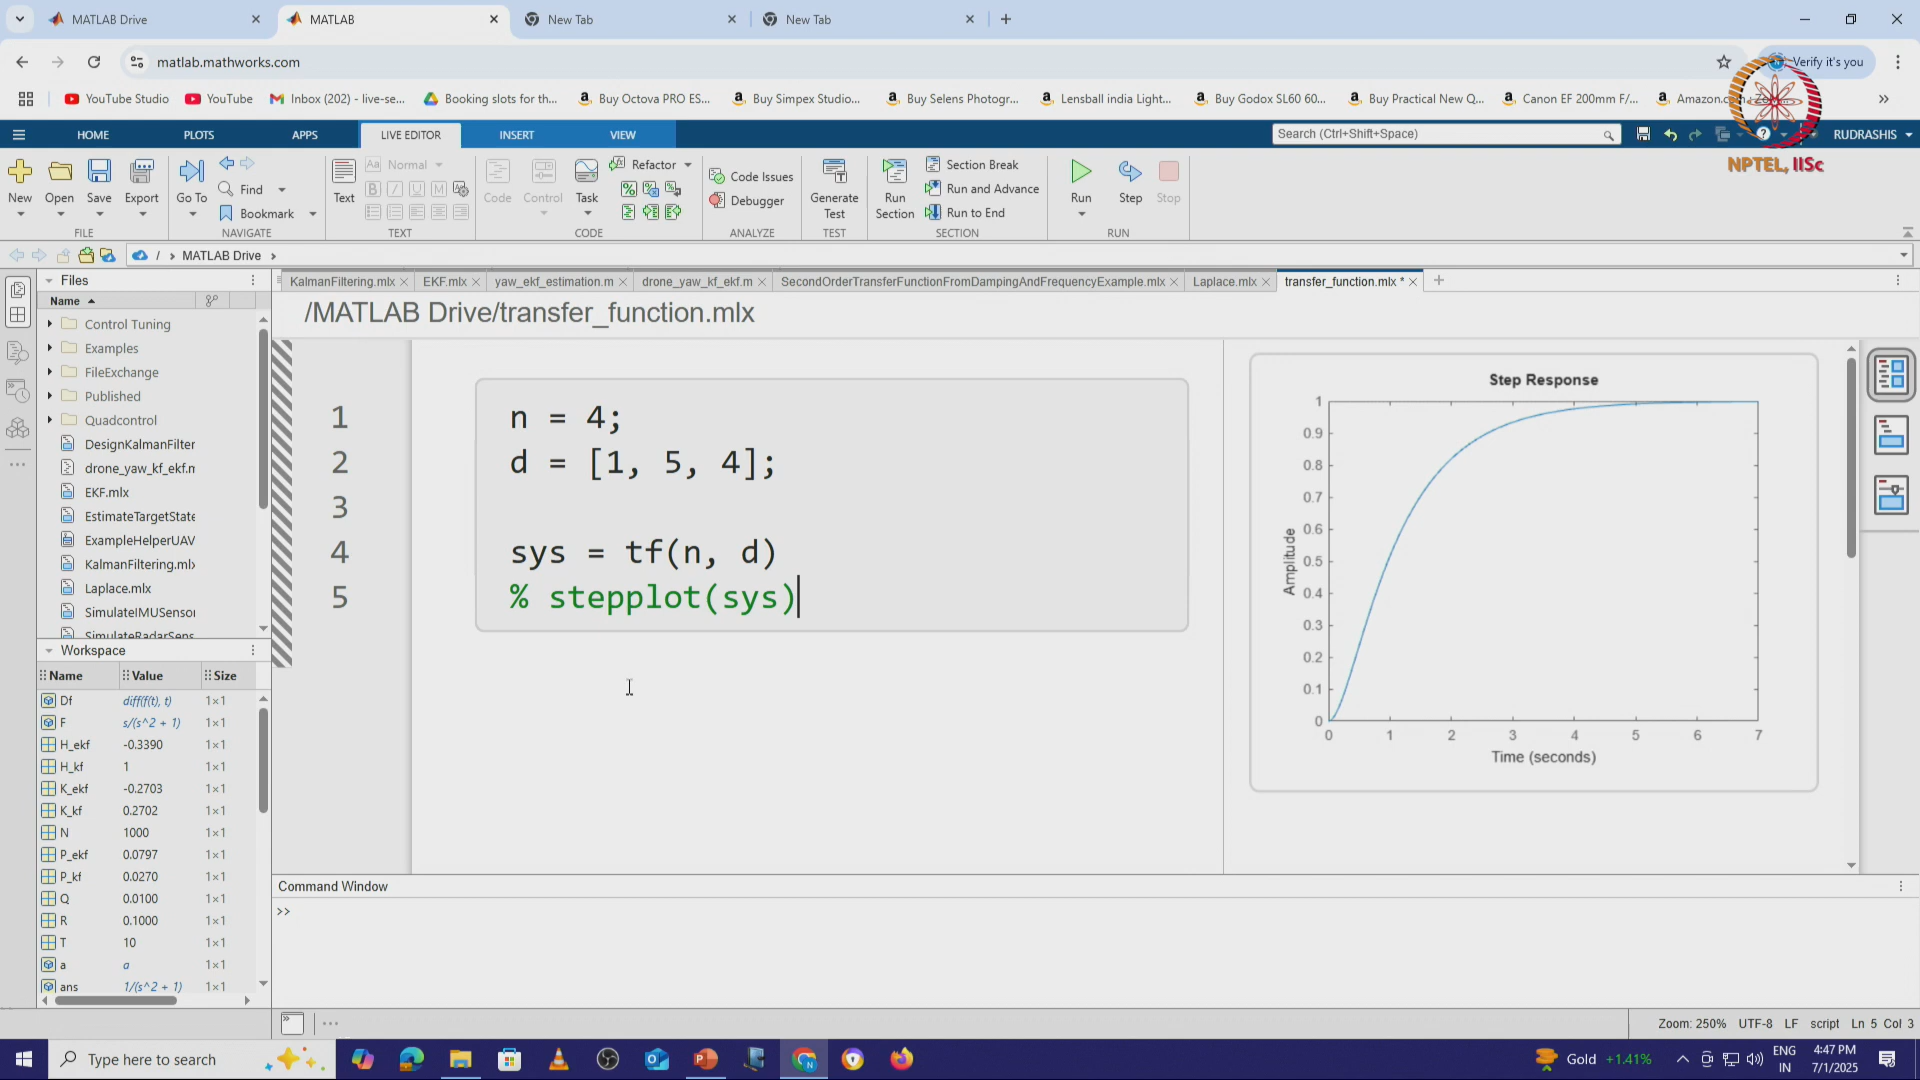 MATLAB Drive
MATLAB
New Tab
New Tab
matlab.mathworks.com
Verify it's you
YouTube Studio
YouTube
Inbox (202) - live-se...
Booking slots for th...
Buy Octova PRO ES...
Buy Simpex Studio...
Buy Selens Photogr...
Lensball india Light...
Buy Godox SL60 60...
Buy Practical New Q...
Canon EF 200mm F/...
NPTEL, IISc
HOME
PLOTS
APPS
LIVE EDITOR
INSERT
VIEW
Search (Ctrl+Shift+Space)
RUDRASHIS
New
Open
Save
Export
Go To
Find
Bookmark
Text
Normal
Code
Control
Task
Refactor
Code Issues
Debugger
Generate
Test
Run
Section
Section Break
Run and Advance
Run to End
Run
Step
Stop
FILE
NAVIGATE
TEXT
CODE
ANALYZE
TEST
SECTION
RUN
/ > MATLAB Drive >
Files
Name
Control Tuning
Examples
FileExchange
Published
Quadcontrol
DesignKalmanFilter
drone_yaw_kf_ekf.m
EKF.mlx
EstimateTargetState
ExampleHelperUAV
KalmanFiltering.mlx
Laplace.mlx
SimulateIMUSensor
SimulateRadarSens
Workspace
Name Value Size
Df diff(f(t), t) 1×1
F s/(s^2 + 1) 1×1
H_ekf -0.3390 1×1
H_kf 1 1×1
K_ekf -0.2703 1×1
K_kf 0.2702 1×1
N 1000 1×1
P_ekf 0.0797 1×1
P_kf 0.0270 1×1
Q 0.0100 1×1
R 0.1000 1×1
T 10 1×1
a a 1×1
ans 1/(s^2 + 1) 1×1
KalmanFiltering.mlx
EKF.mlx
yaw_ekf_estimation.m
drone_yaw_kf_ekf.m
SecondOrderTransferFunctionFromDampingAndFrequencyExample.mlx
Laplace.mlx
transfer_function.mlx *
/MATLAB Drive/transfer_function.mlx
1 n = 4;
2 d = [1, 5, 4];
3
4 sys = tf(n, d)
5 % stepplot(sys)
Step Response
Amplitude
1
0.9
0.8
0.7
0.6
0.5
0.4
0.3
0.2
0.1
0
0 1 2 3 4 5 6 7
Time (seconds)
Command Window
>>
Zoom: 250% UTF-8 LF script Ln 5 Col 3
Type here to search
Gold +1.41%
ENG
IN
4:47 PM
7/1/2025